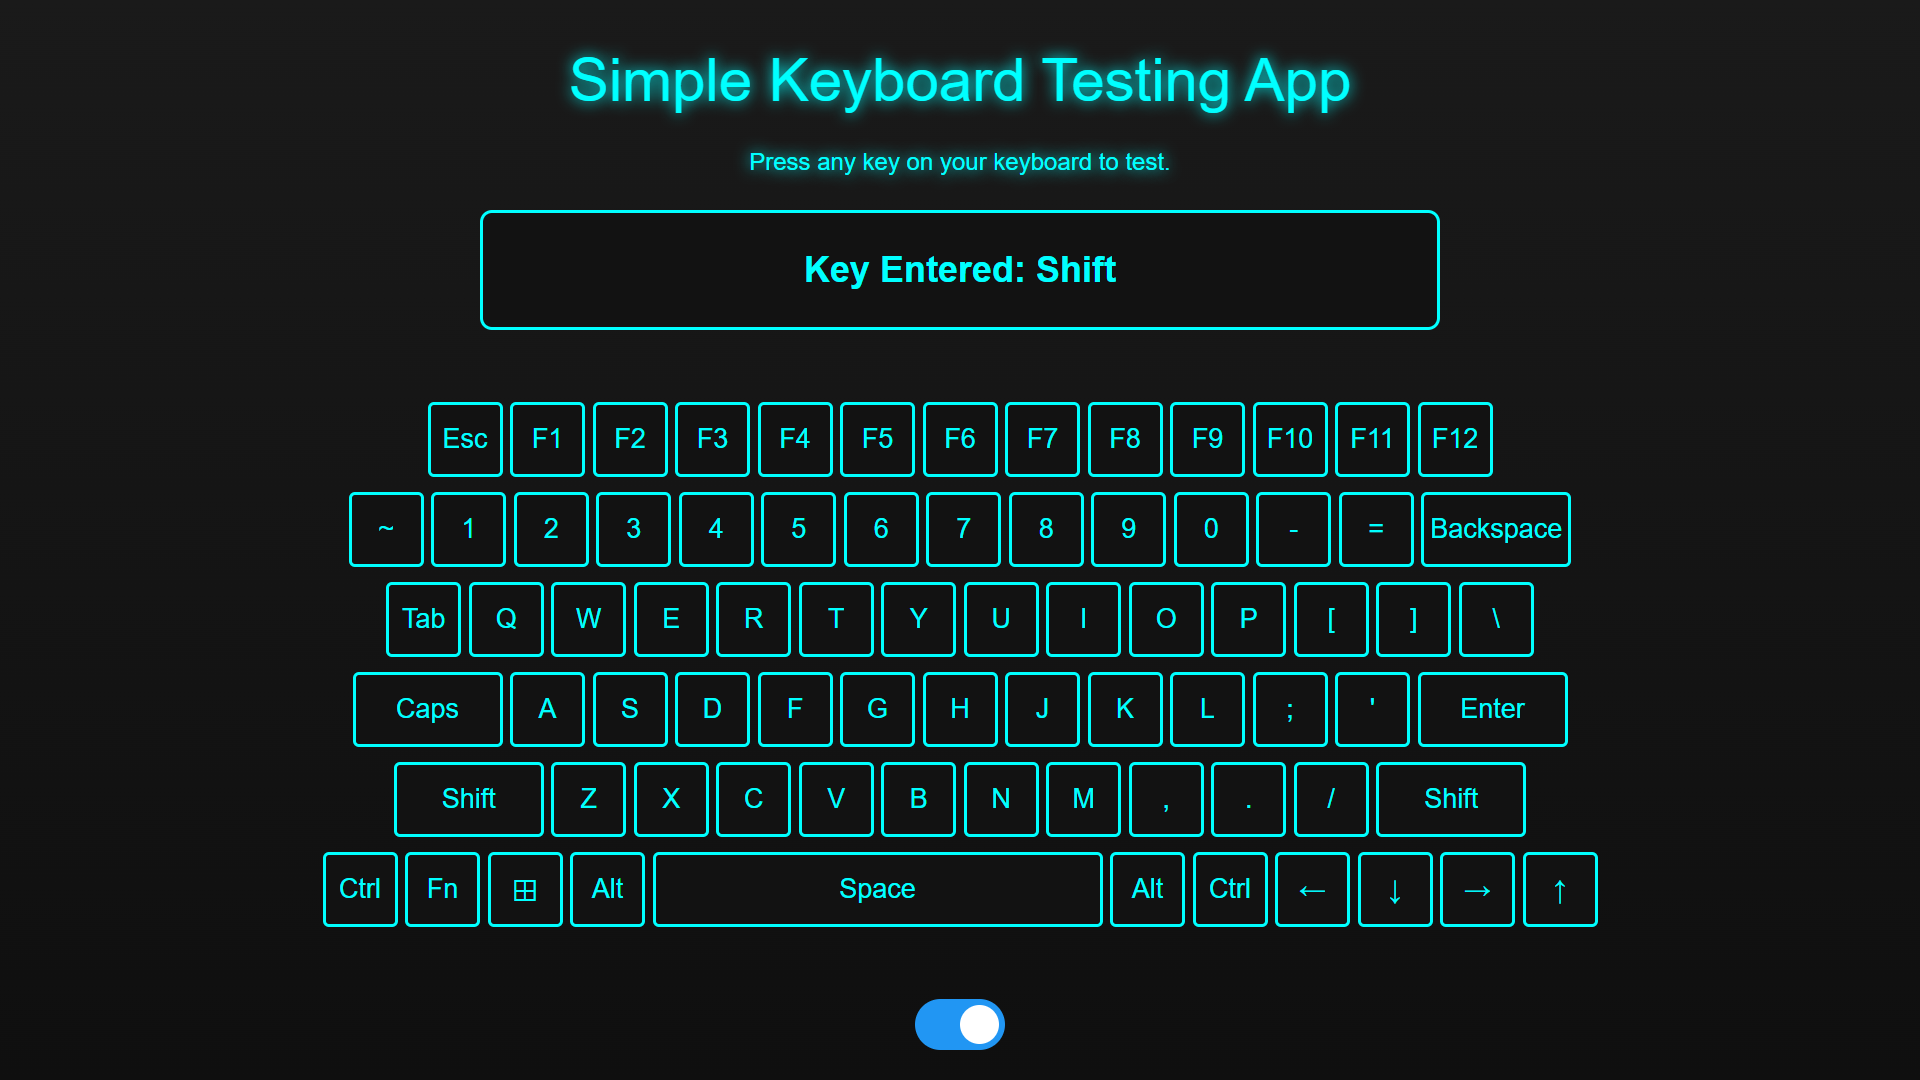 Simple Keyboard Testing App
Press any key on your keyboard to test.
Key Entered: Shift
Esc F1 F2 F3 F4 F5 F6 F7 F8 F9 F10 F11 F12
~ 1 2 3 4 5 6 7 8 9 0 - = Backspace
Tab Q W E R T Y U I O P [ ] \
Caps A S D F G H J K L ; ' Enter
Shift Z X C V B N M , . / Shift
Ctrl Fn ⊞ Alt Space Alt Ctrl ← ↓ → ↑